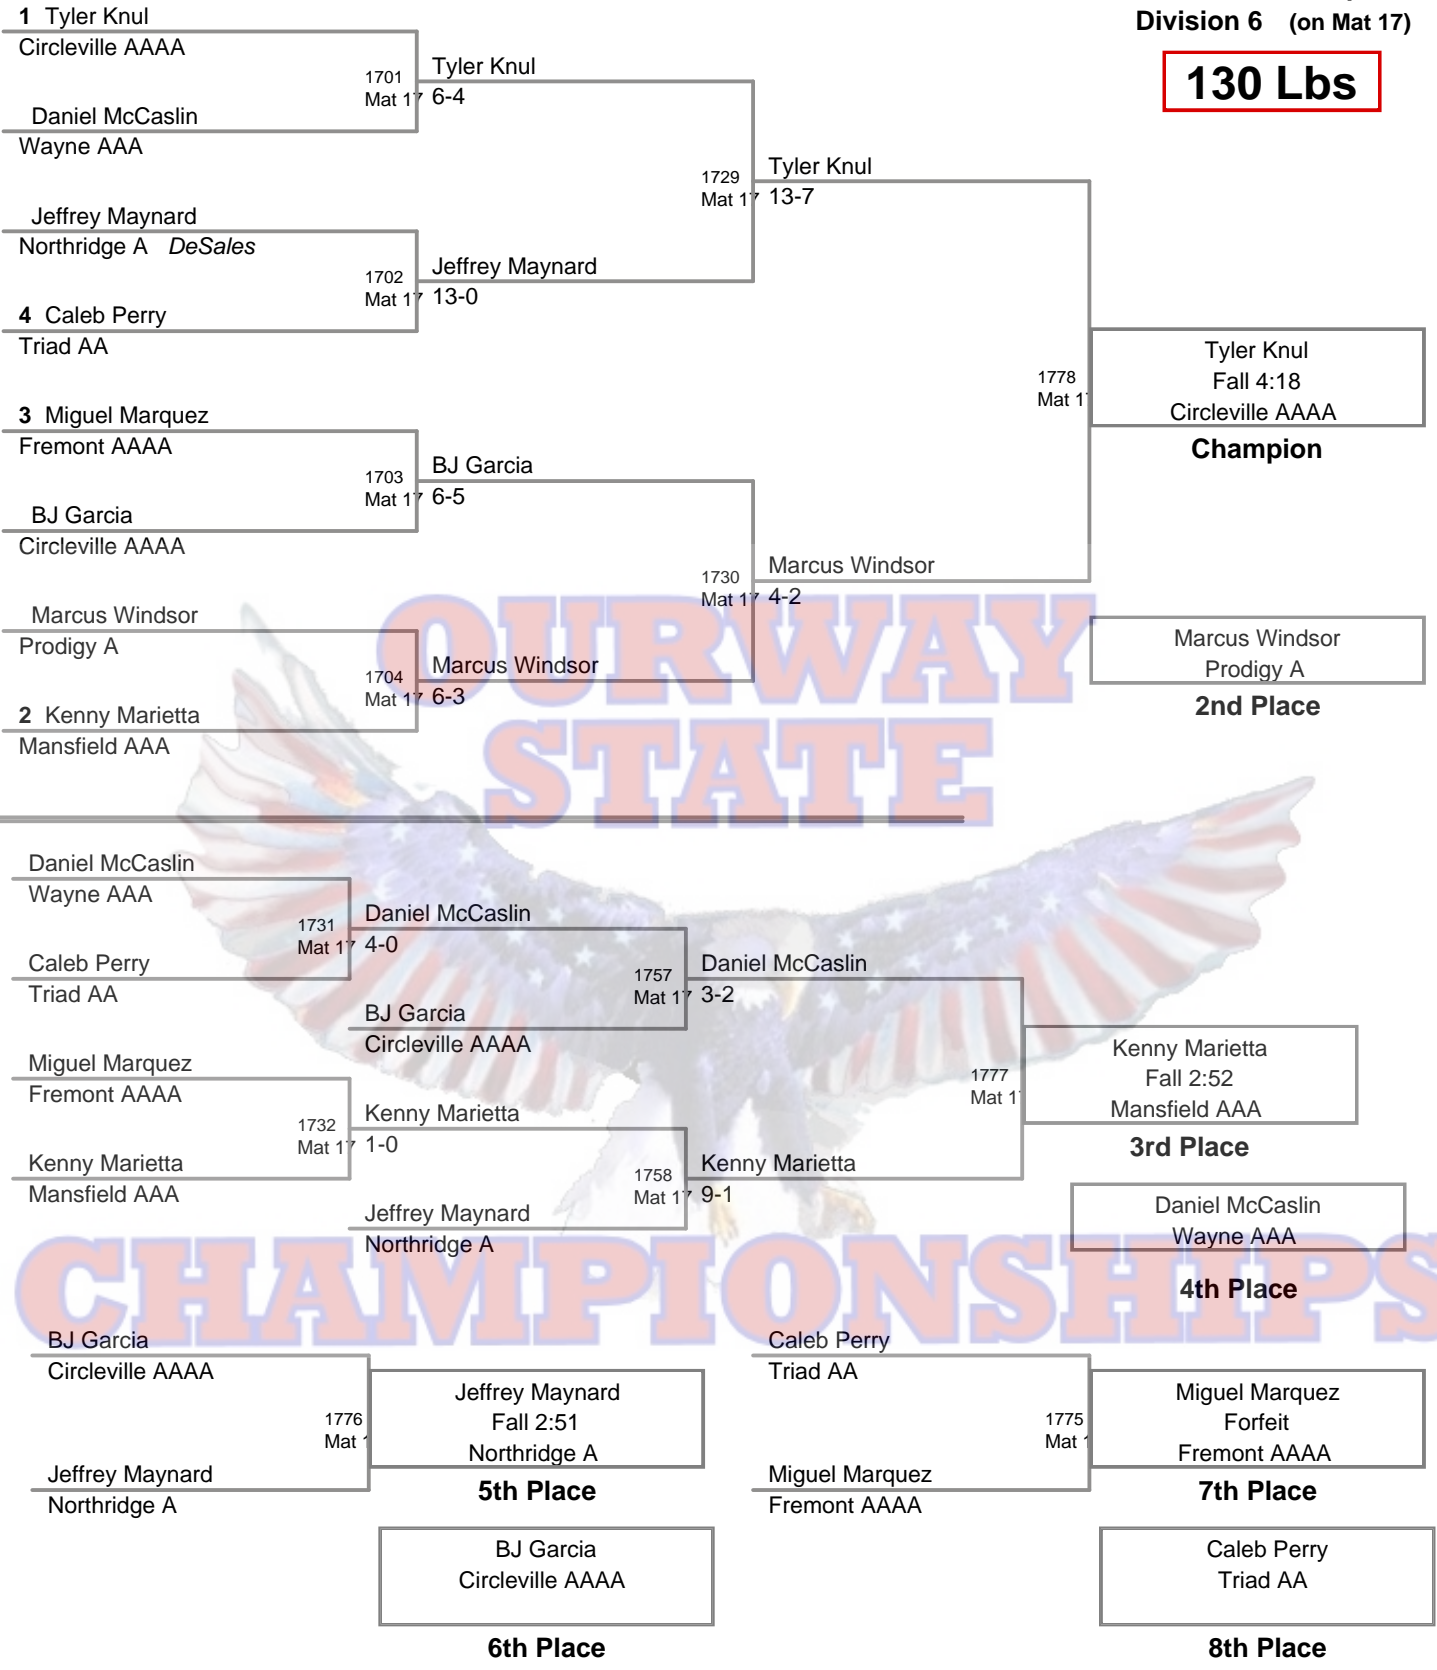 Division 6 (on Mat 17)
130 Lbs
1 Tyler Knul
Circleville AAAA
Daniel McCaslin
Wayne AAA
1701
Mat 17
Tyler Knul
6-4
Jeffrey Maynard
Northridge A DeSales
4 Caleb Perry
Triad AA
1702
Mat 17
Jeffrey Maynard
13-0
1729
Mat 17
Tyler Knul
13-7
3 Miguel Marquez
Fremont AAAA
BJ Garcia
Circleville AAAA
1703
Mat 17
BJ Garcia
6-5
Marcus Windsor
Prodigy A
2 Kenny Marietta
Mansfield AAA
1704
Mat 17
Marcus Windsor
6-3
1730
Mat 17
Marcus Windsor
4-2
1778
Mat 1
Tyler Knul
Fall 4:18
Circleville AAAA
Champion
Marcus Windsor
Prodigy A
2nd Place
OURWAY
STATE
CHAMPIONSHIPS
Daniel McCaslin
Wayne AAA
Caleb Perry
Triad AA
1731
Mat 17
Daniel McCaslin
4-0
BJ Garcia
Circleville AAAA
1757
Mat 17
Daniel McCaslin
3-2
Miguel Marquez
Fremont AAAA
Kenny Marietta
Mansfield AAA
1732
Mat 17
Kenny Marietta
1-0
Jeffrey Maynard
Northridge A
1758
Mat 17
Kenny Marietta
9-1
1777
Mat 1
Kenny Marietta
Fall 2:52
Mansfield AAA
3rd Place
Daniel McCaslin
Wayne AAA
4th Place
BJ Garcia
Circleville AAAA
Jeffrey Maynard
Northridge A
1776
Mat 1
Jeffrey Maynard
Fall 2:51
Northridge A
5th Place
BJ Garcia
Circleville AAAA
6th Place
Caleb Perry
Triad AA
Miguel Marquez
Fremont AAAA
1775
Mat 1
Miguel Marquez
Forfeit
Fremont AAAA
7th Place
Caleb Perry
Triad AA
8th Place